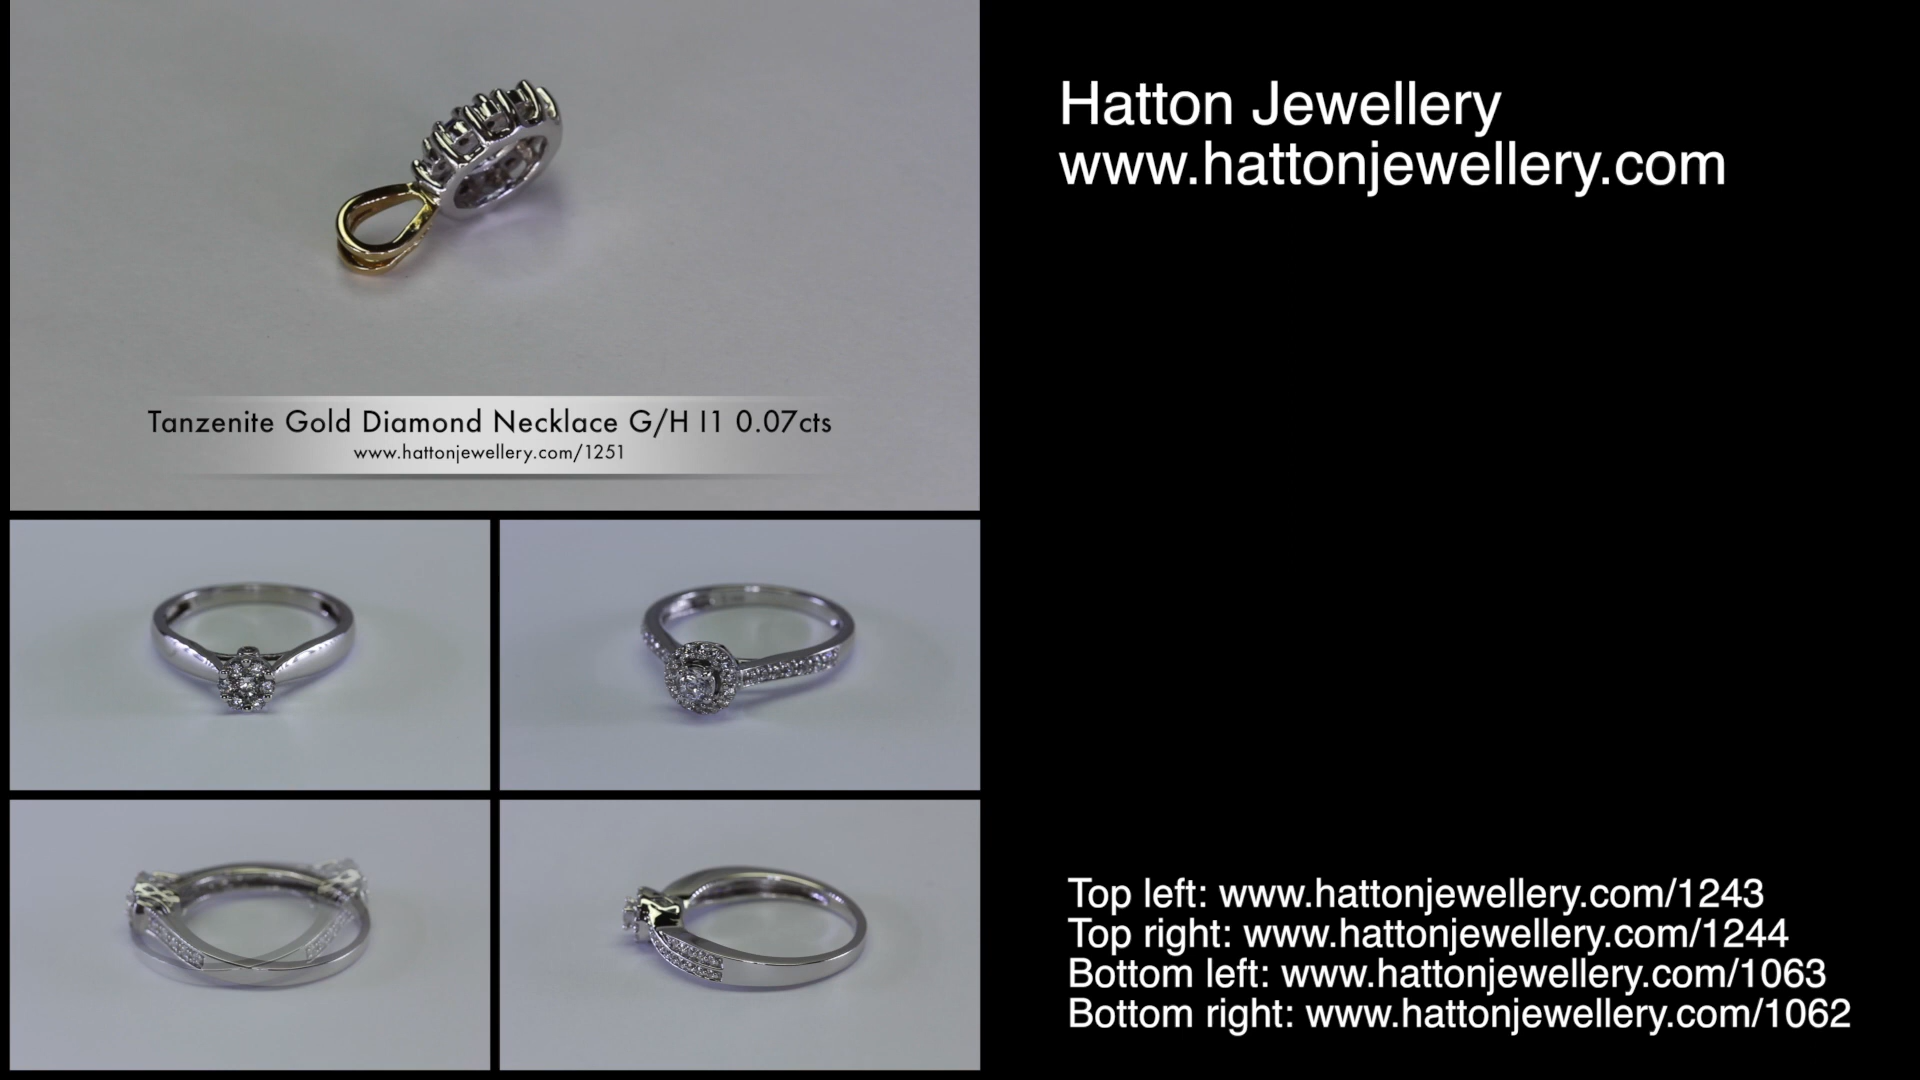 Hatton Jewellery
www.hattonjewellery.com
Tanzenite Gold Diamond Necklace G/H I1 0.07cts
www.hattonjewellery.com/1251
Top left: www.hattonjewellery.com/1243
Top right: www.hattonjewellery.com/1244
Bottom left: www.hattonjewellery.com/1063
Bottom right: www.hattonjewellery.com/1062